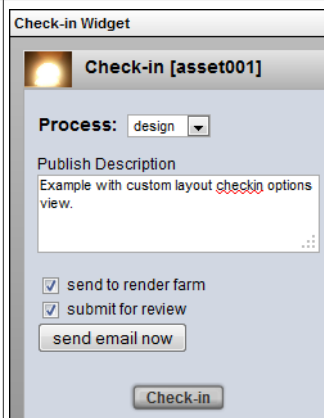 Check-in Widget
Check-in [asset001]
Process: design
Publish Description
Example with custom layout checkin options
view.
send to render farm
submit for review
send email now
Check-in